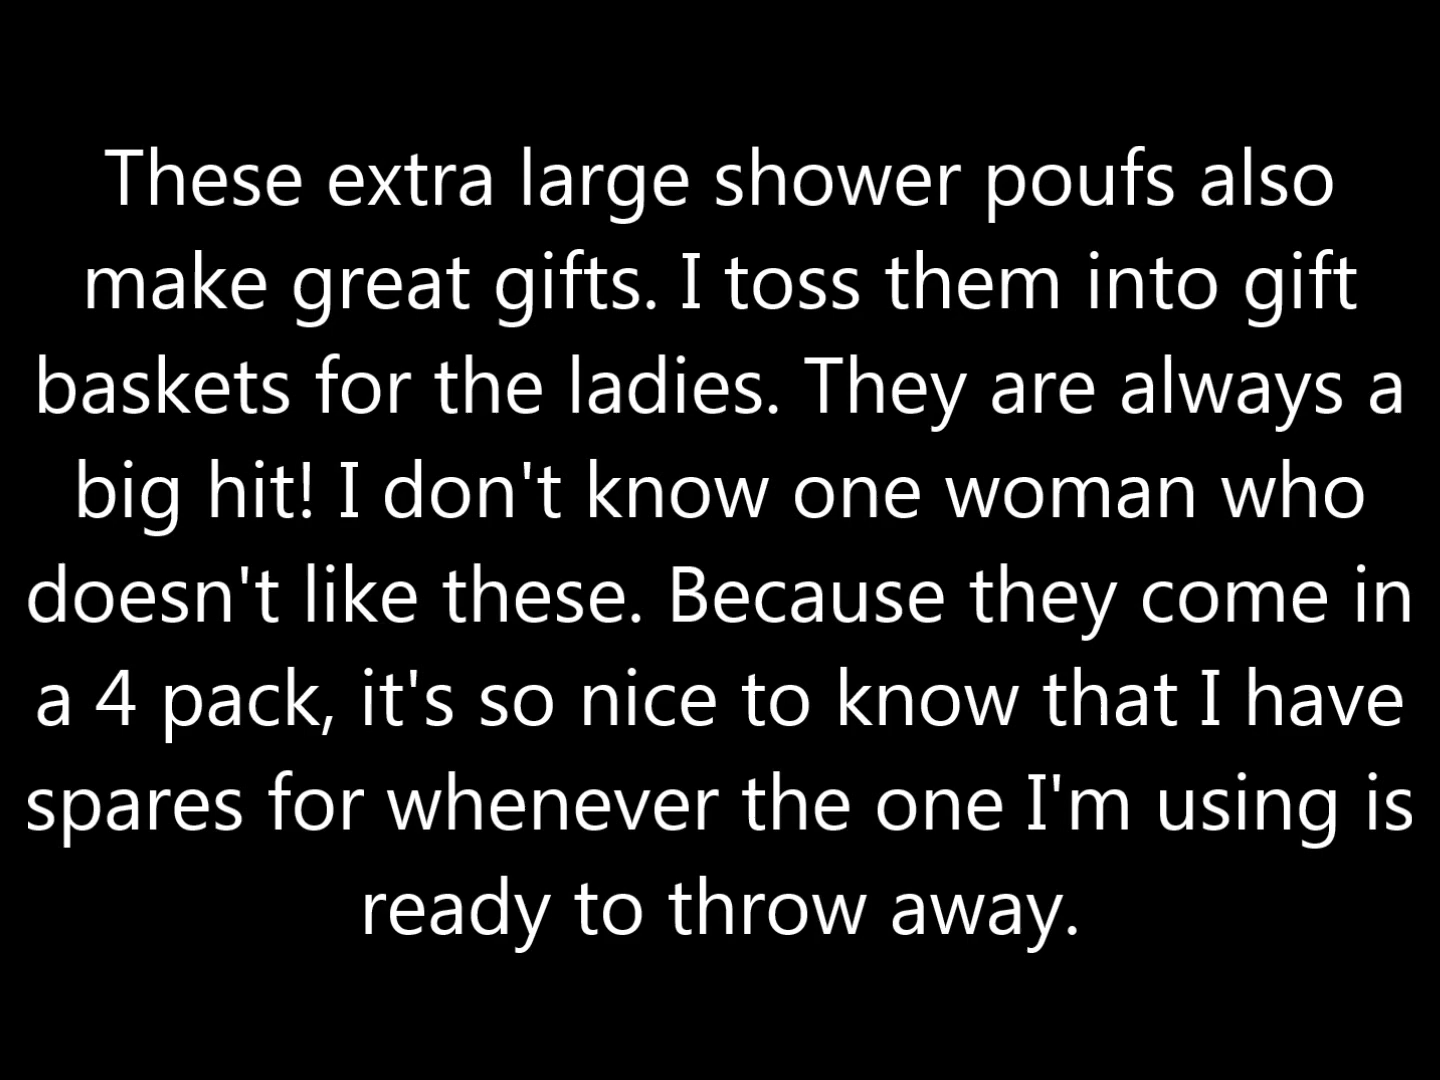 These extra large shower poufs also
make great gifts. I toss them into gift
baskets for the ladies. They are always a
big hit! I don't know one woman who
doesn't like these. Because they come in
a 4 pack, it's so nice to know that I have
spares for whenever the one I'm using is
ready to throw away.